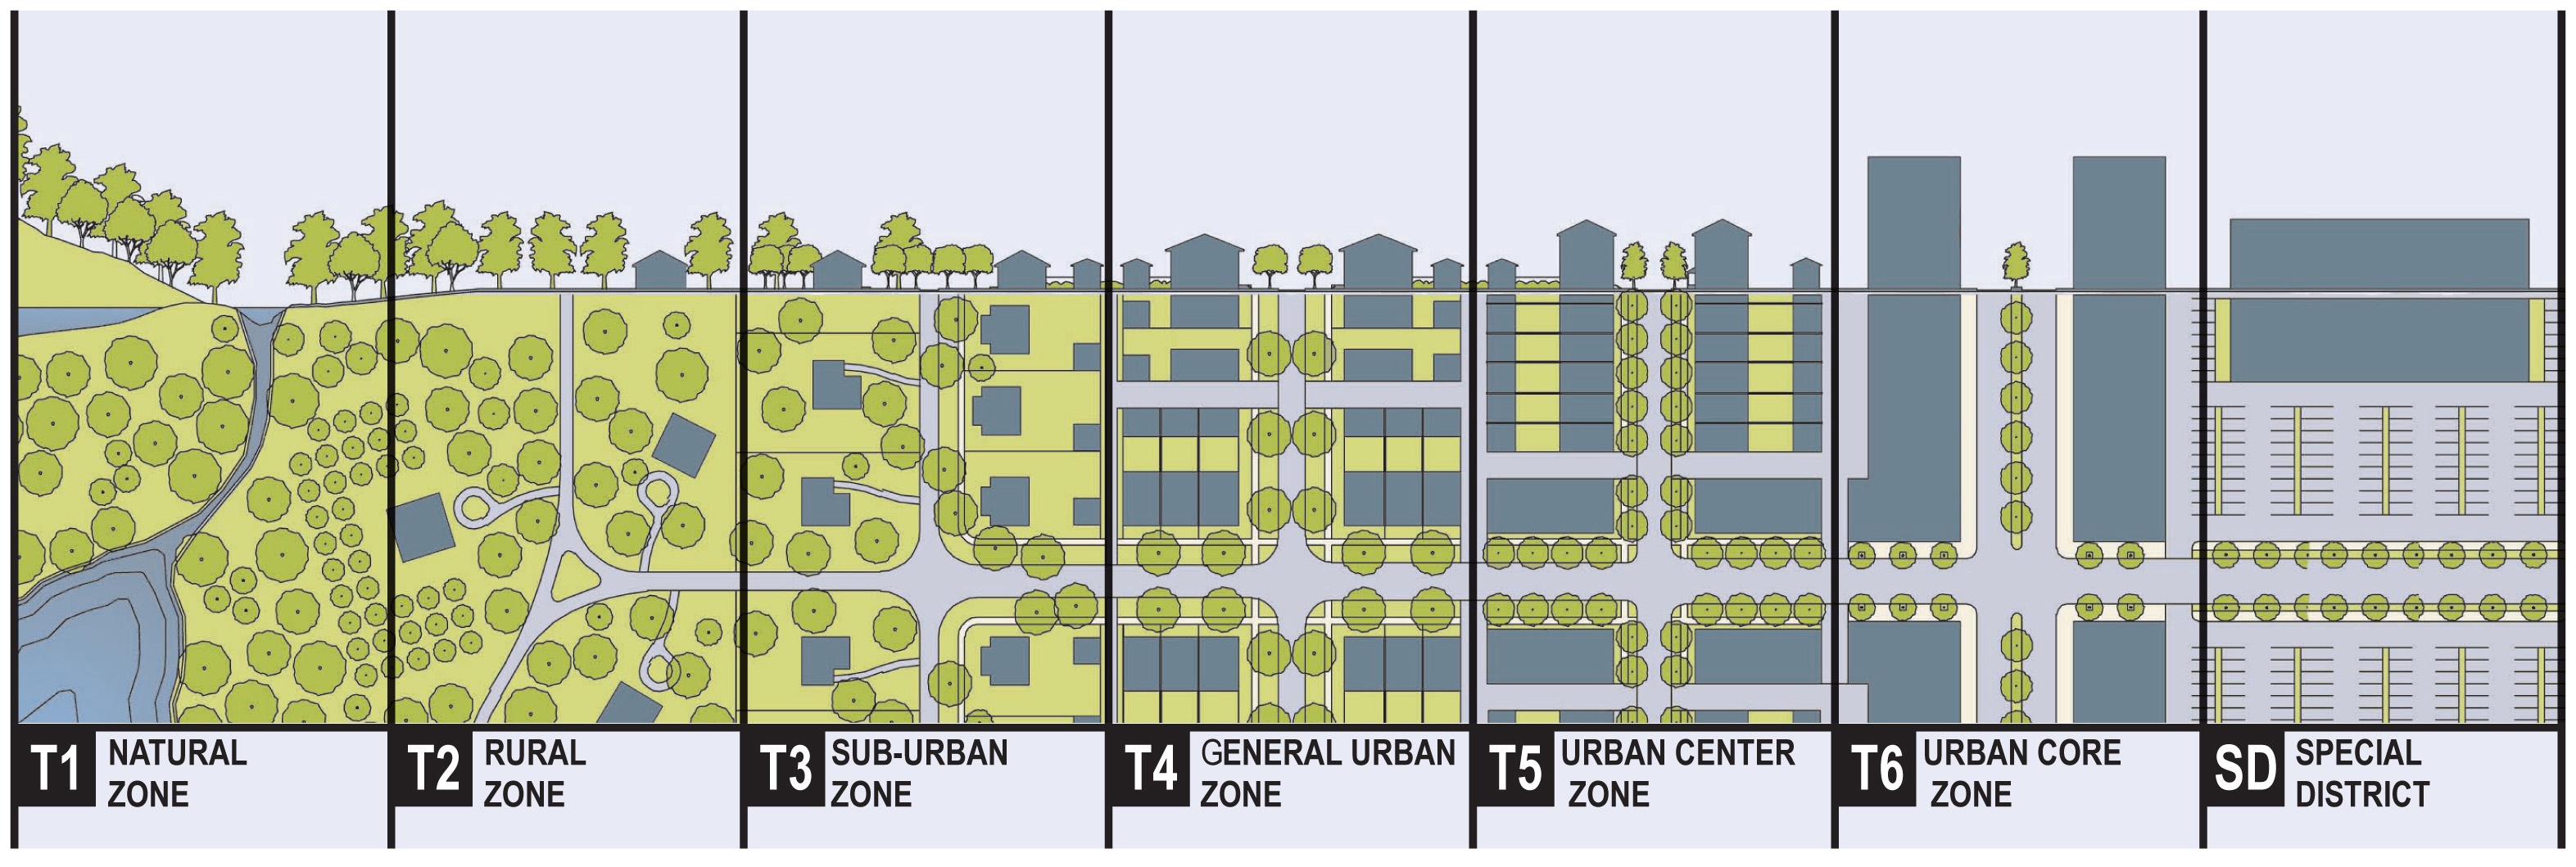 T1 NATURAL
ZONE
T2 RURAL
ZONE
T3 SUB-URBAN
ZONE
T4 GENERAL URBAN
ZONE
T5 URBAN CENTER
ZONE
T6 URBAN CORE
ZONE
SD SPECIAL
DISTRICT